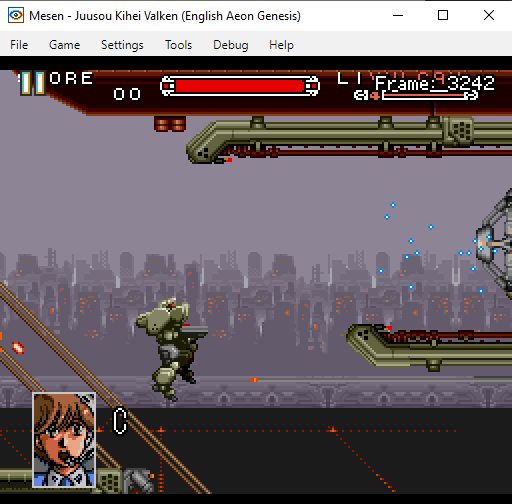 Mesen - Juusou Kihei Valken (English Aeon Genesis)
File Game Settings Tools Debug Help
ORE
Frame: 3242
00
C